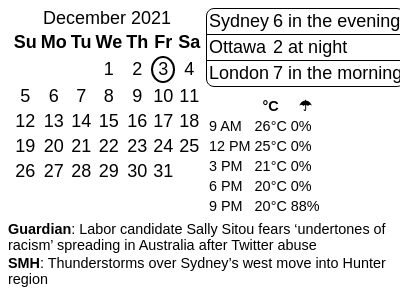 December 2021
Su Mo Tu We Th Fr Sa
1 2 3 4
5 6 7 8 9 10 11
12 13 14 15 16 17 18
19 20 21 22 23 24 25
26 27 28 29 30 31
Sydney 6 in the evening
Ottawa 2 at night
London 7 in the morning
°C ☂
9 AM 26°C 0%
12 PM 25°C 0%
3 PM 21°C 0%
6 PM 20°C 0%
9 PM 20°C 88%
Guardian: Labor candidate Sally Sitou fears ‘undertones of
racism’ spreading in Australia after Twitter abuse
SMH: Thunderstorms over Sydney’s west move into Hunter
region